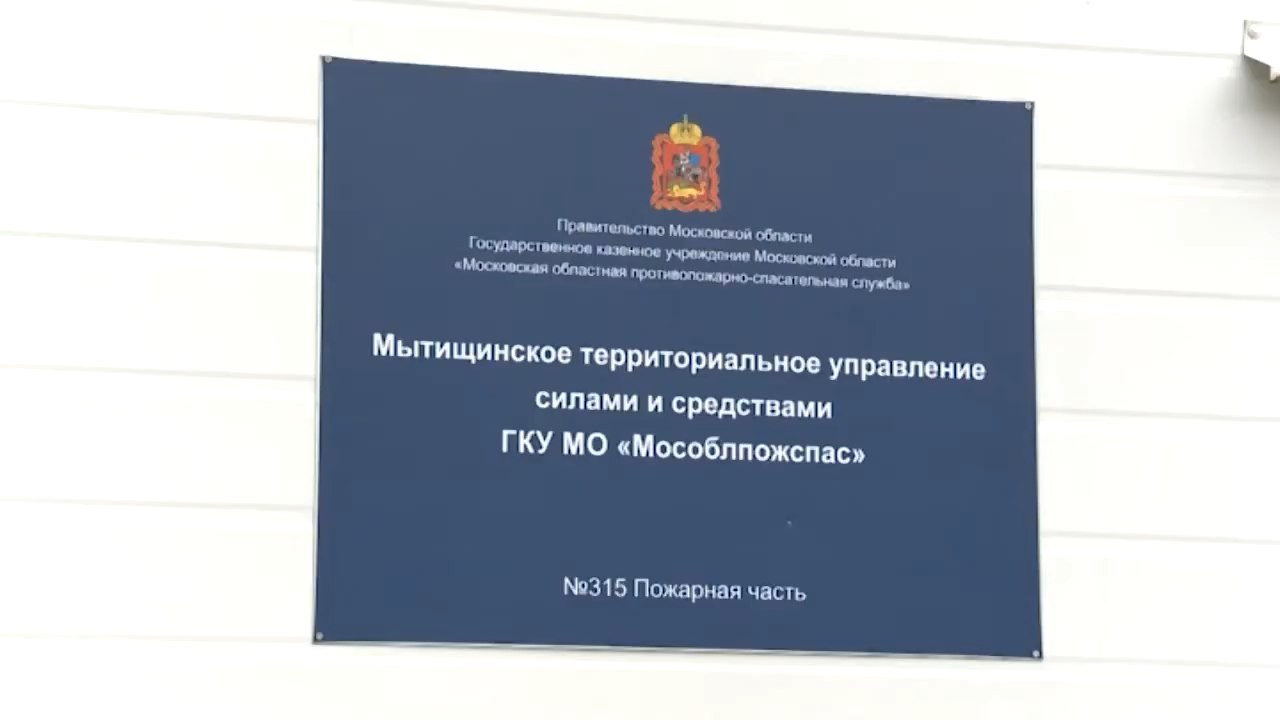 Правительство Московской области
Государственное казенное учреждение Московской области
«Московская областная противопожарно-спасательная служба»
Мытищинское территориальное управление
силами и средствами
ГКУ МО «Мособлпожспас»
№315 Пожарная часть